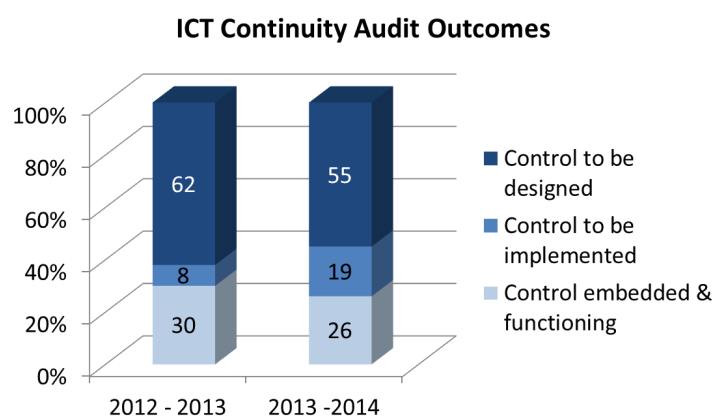 ICT Continuity Audit Outcomes
100%
80%
60%
40%
20%
0%
62
8
30
55
19
26
2012 - 2013
2013 -2014
Control to be
designed
Control to be
implemented
Control embedded &
functioning